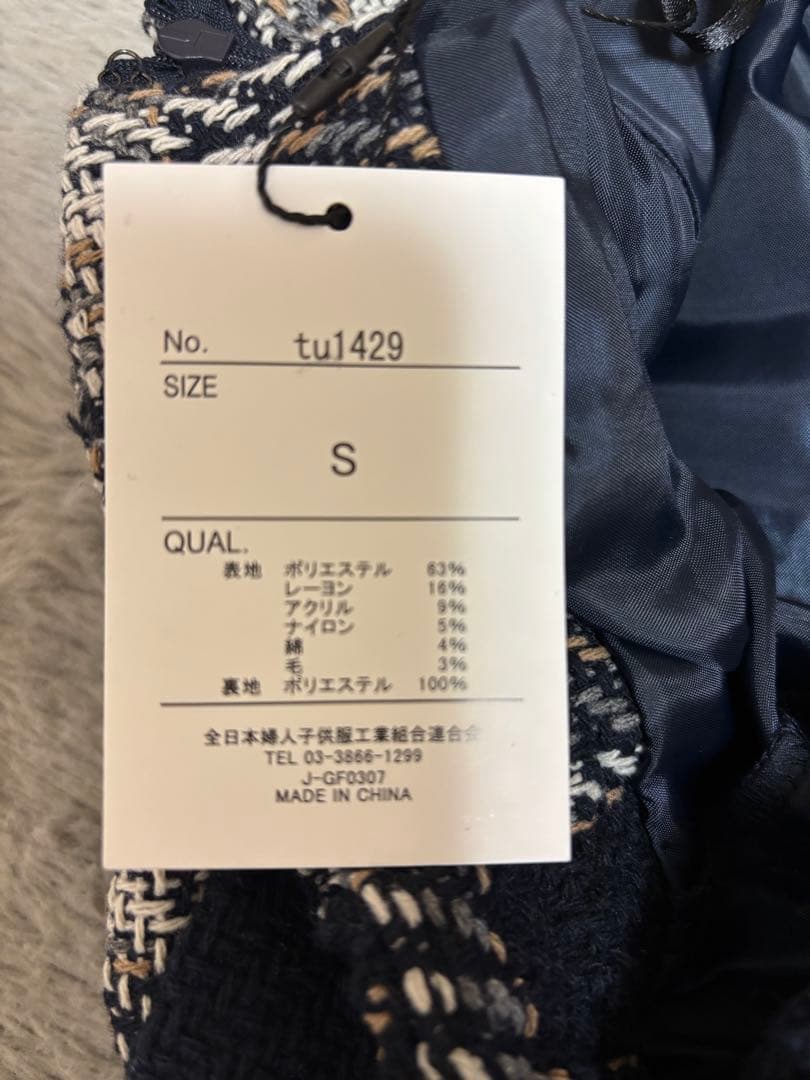 No. tu1429
SIZE
S
QUAL.
表地 ポリエステル 63%
レーヨン 16%
アクリル 9%
ナイロン 5%
綿 4%
毛 3%
裏地 ポリエステル 100%
全日本婦人子供服工業組合連合会
TEL 03-3866-1299
J-GF0307
MADE IN CHINA